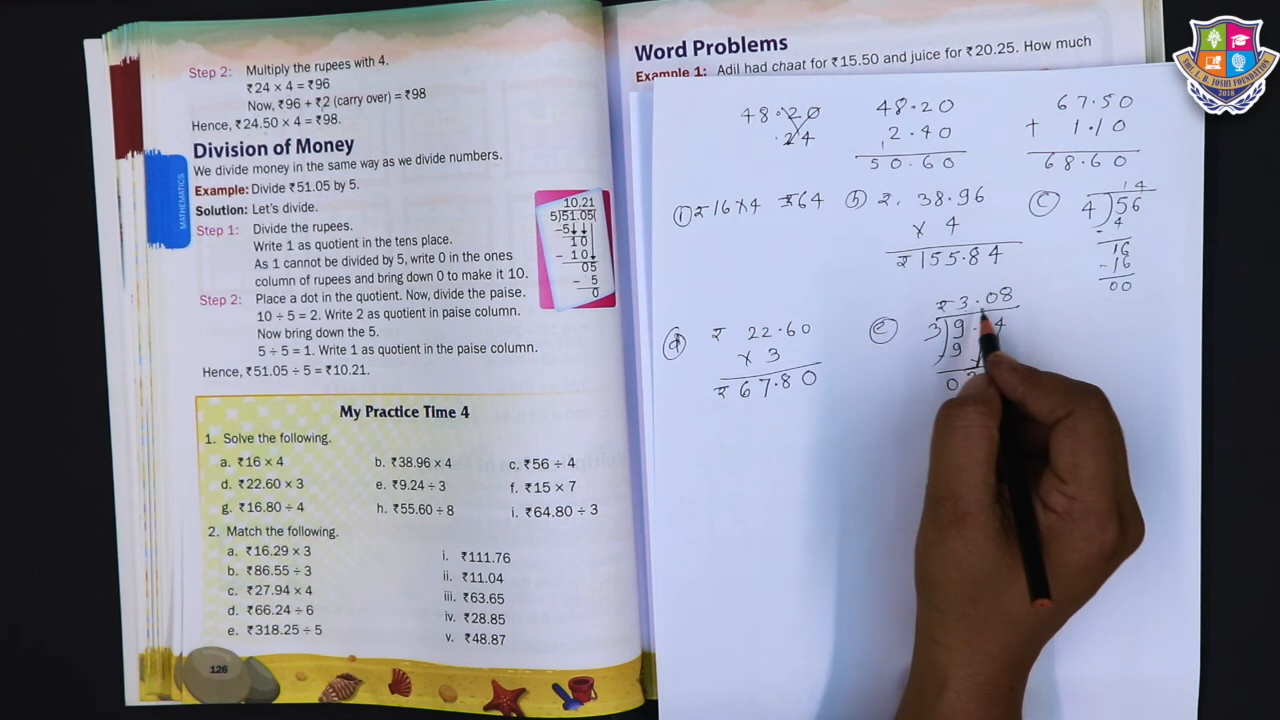 Step 2: Multiply the rupees with 4.
₹24 × 4 = ₹96
Now, ₹96 + ₹2 (carry over) = ₹98
Hence, ₹24.50 × 4 = ₹98.
Division of Money
We divide money in the same way as we divide numbers.
Example: Divide ₹51.05 by 5.
Solution: Let's divide.
Step 1: Divide the rupees.
Write 1 as quotient in the tens place.
As 1 cannot be divided by 5, write 0 in the ones
column of rupees and bring down 0 to make it 10.
Step 2: Place a dot in the quotient. Now, divide the paise.
10 ÷ 5 = 2. Write 2 as quotient in paise column.
Now bring down the 5.
5 ÷ 5 = 1. Write 1 as quotient in the paise column.
Hence, ₹51.05 ÷ 5 = ₹10.21.
10.21
5)51.05(
−5↓↓
10
− 10↓
05
− 5
0
MATHEMATICS
My Practice Time 4
1. Solve the following.
a. ₹16 × 4 b. ₹38.96 × 4 c. ₹56 ÷ 4
d. ₹22.60 × 3 e. ₹9.24 ÷ 3 f. ₹15 × 7
g. ₹16.80 ÷ 4 h. ₹55.60 ÷ 8 i. ₹64.80 ÷ 3
2. Match the following.
a. ₹16.29 × 3 i. ₹111.76
b. ₹86.55 ÷ 3 ii. ₹11.04
c. ₹27.94 × 4 iii. ₹63.65
d. ₹66.24 ÷ 6 iv. ₹28.85
e. ₹318.25 ÷ 5 v. ₹48.87
126
Word Problems
Example 1: Adil had chaat for ₹15.50 and juice for ₹20.25. How much
48.20
.24
48.20
2.40
50.60
67.50
+ 1.10
68.60
① ₹16×4 ₹64
b ₹. 38.96
× 4
₹155.84
c 14
4)56
- 4
16
-16
00
d ₹ 22.60
× 3
₹67.80
e ₹3.08
3)9. 4
9
0
SHI. L. D. JOSHI FOUNDATION
2018